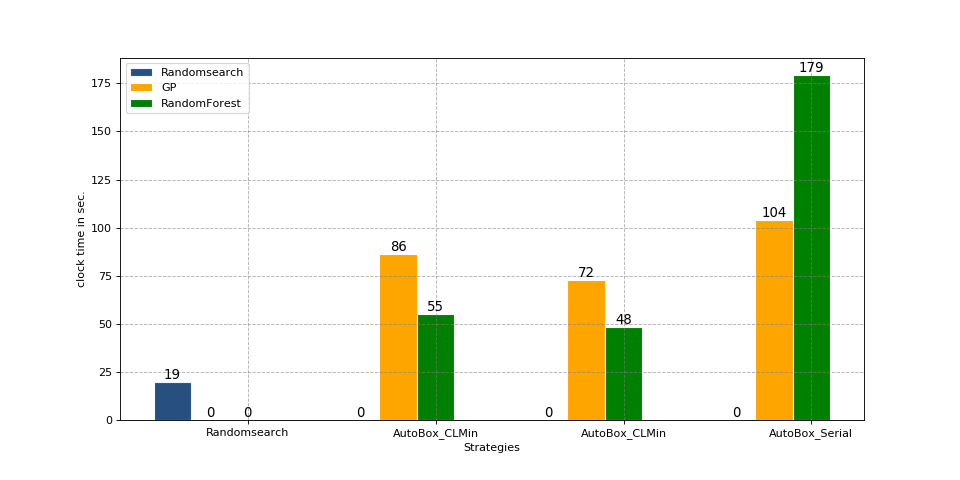 Randomsearch
GP
RandomForest
179
175
150
125
100
75
50
25
0
clock time in sec.
19
0
0
0
86
55
0
72
48
0
104
Randomsearch
AutoBox_CLMin
AutoBox_CLMin
AutoBox_Serial
Strategies